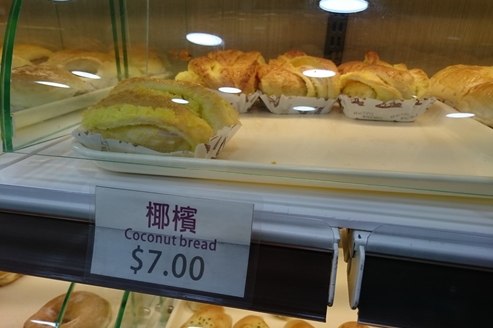 椰檳
Coconut bread
$7.00